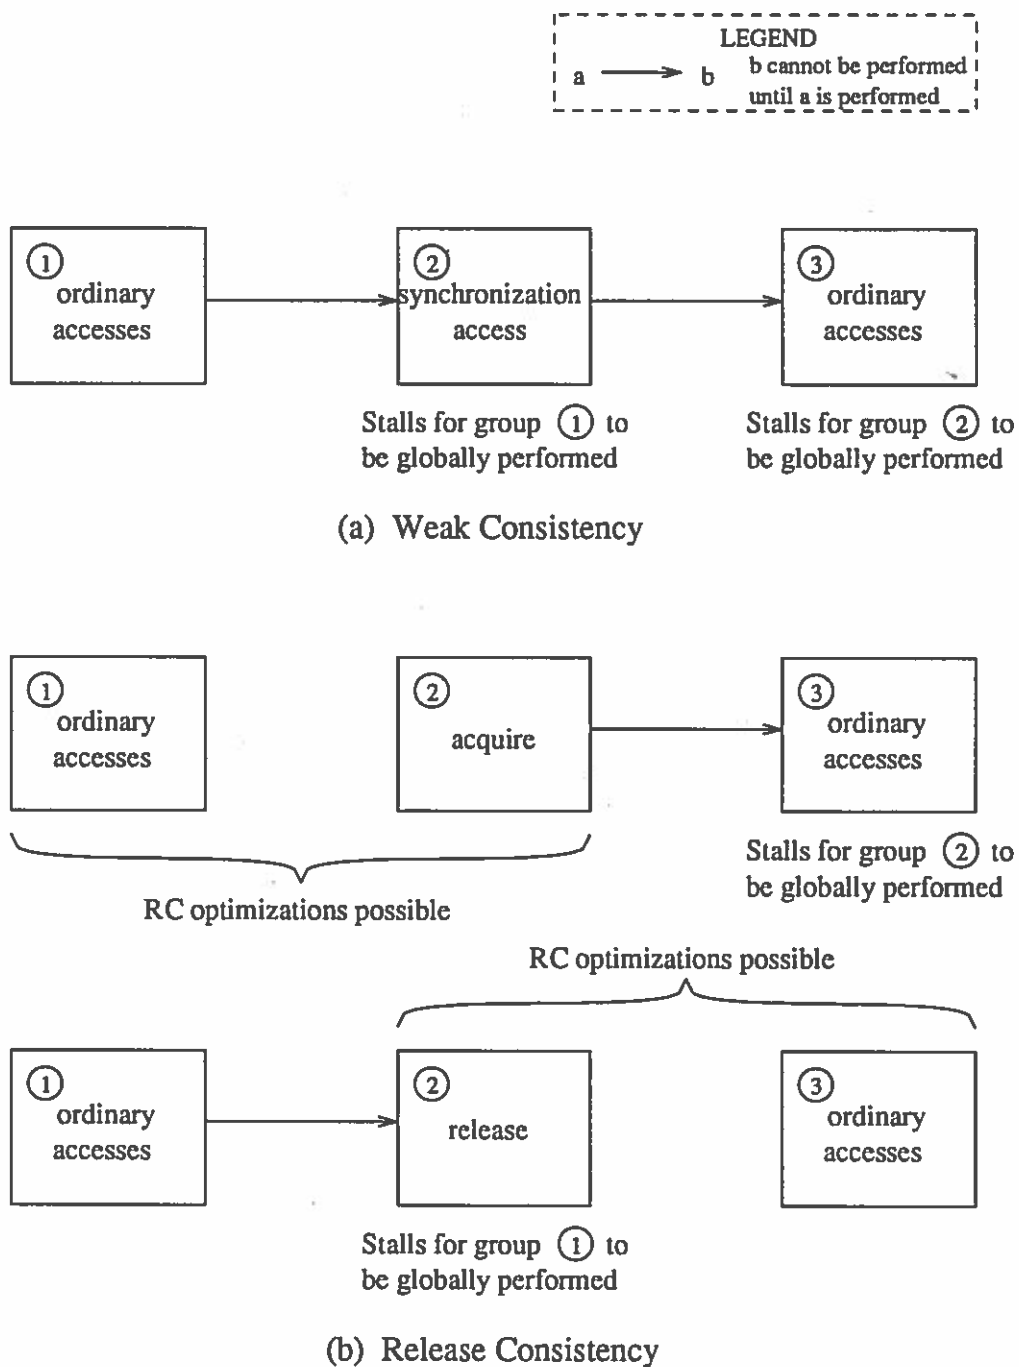 LEGEND
a b b cannot be performed
until a is performed
1 2 3
ordinary synchronization ordinary
accesses access accesses
Stalls for group 1 to Stalls for group 2 to
be globally performed be globally performed
(a) Weak Consistency
1 2 3
ordinary acquire ordinary
accesses accesses
Stalls for group 2 to
be globally performed
RC optimizations possible
RC optimizations possible
1 2 3
ordinary release ordinary
accesses accesses
Stalls for group 1 to
be globally performed
(b) Release Consistency